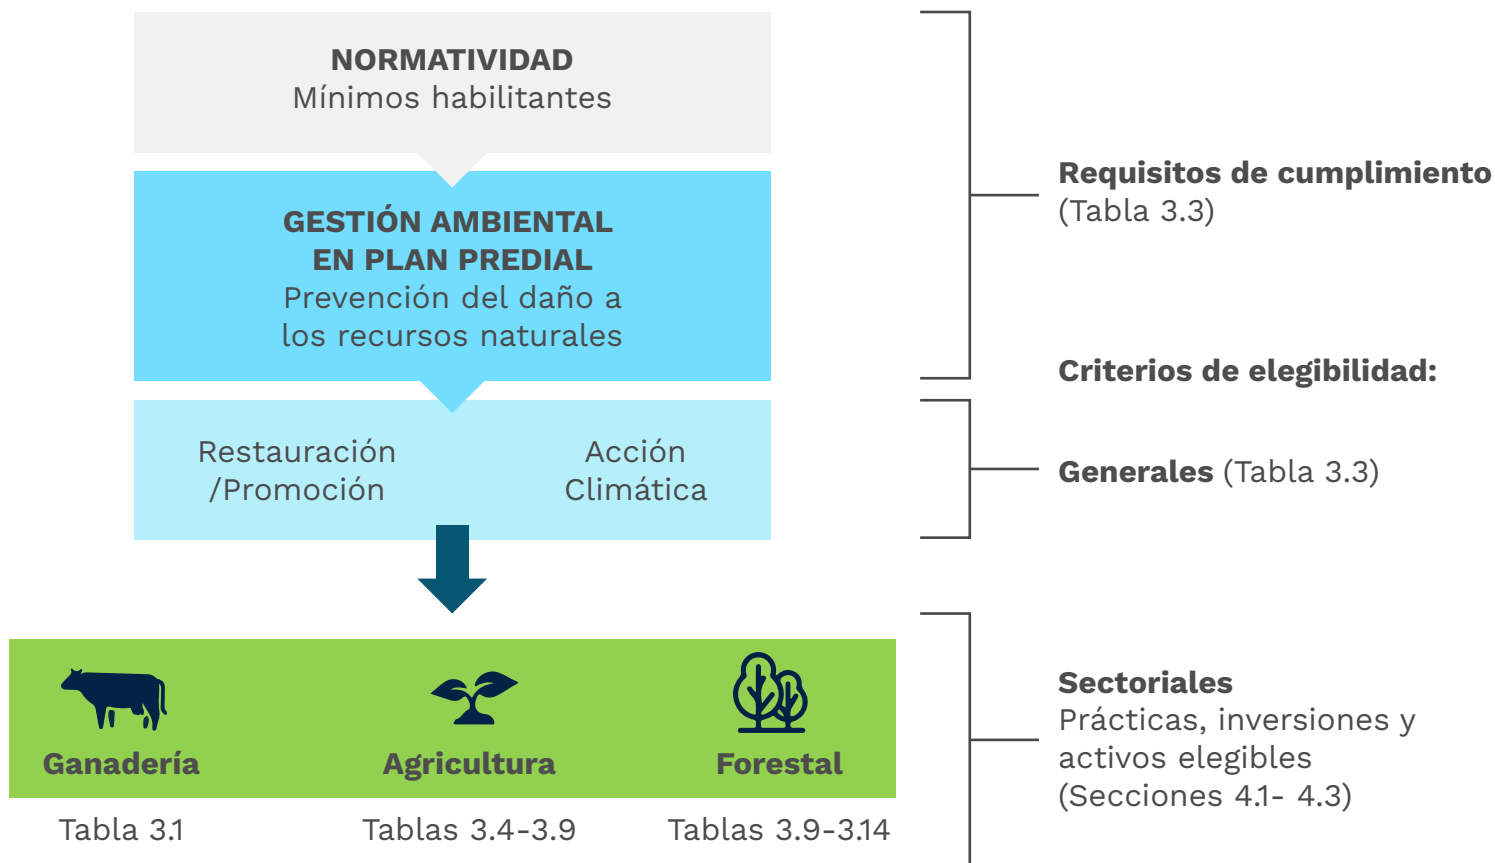 NORMATIVIDAD
Mínimos habilitantes
GESTIÓN AMBIENTAL
EN PLAN PREDIAL
Prevención del daño a
los recursos naturales
Requisitos de cumplimiento
(Tabla 3.3)
Criterios de elegibilidad:
Restauración
/Promoción
Acción
Climática
Generales (Tabla 3.3)
Ganadería
Agricultura
Forestal
Tabla 3.1
Tablas 3.4-3.9
Tablas 3.9-3.14
Sectoriales
Prácticas, inversiones y
activos elegibles
(Secciones 4.1- 4.3)